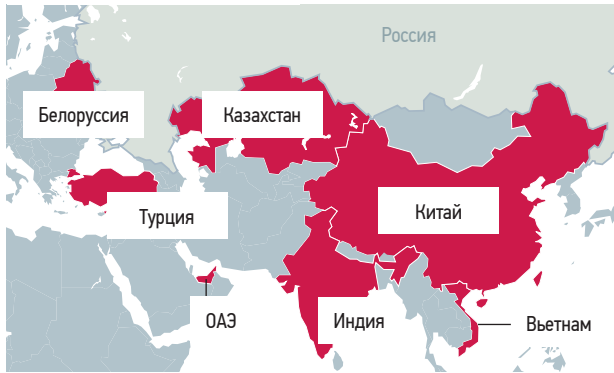 Россия
Белоруссия
Казахстан
Турция
Китай
ОАЭ
Индия
Вьетнам